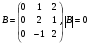 B = (0 1 2
0 2 1
0 -1 2), |B| = 0